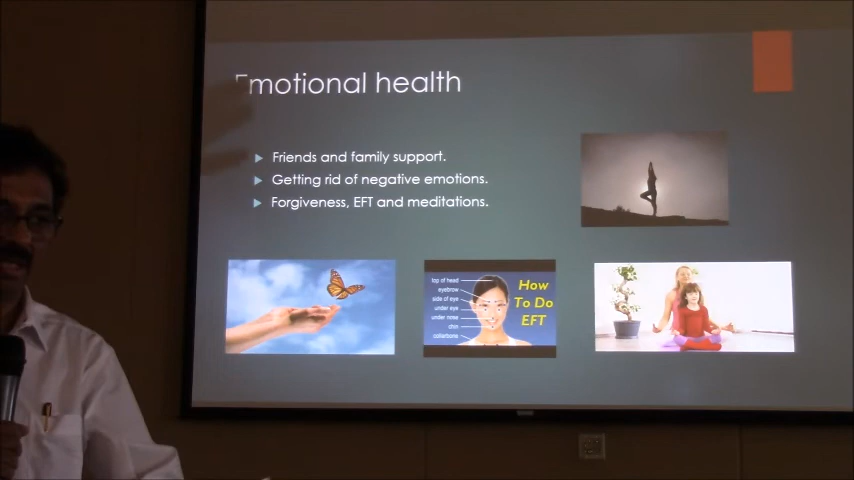 Emotional health
Friends and family support.
Getting rid of negative emotions.
Forgiveness, EFT and meditations.
top of head
eyebrow
side of eye
under eye
under nose
chin
collarbone
How
To Do
EFT